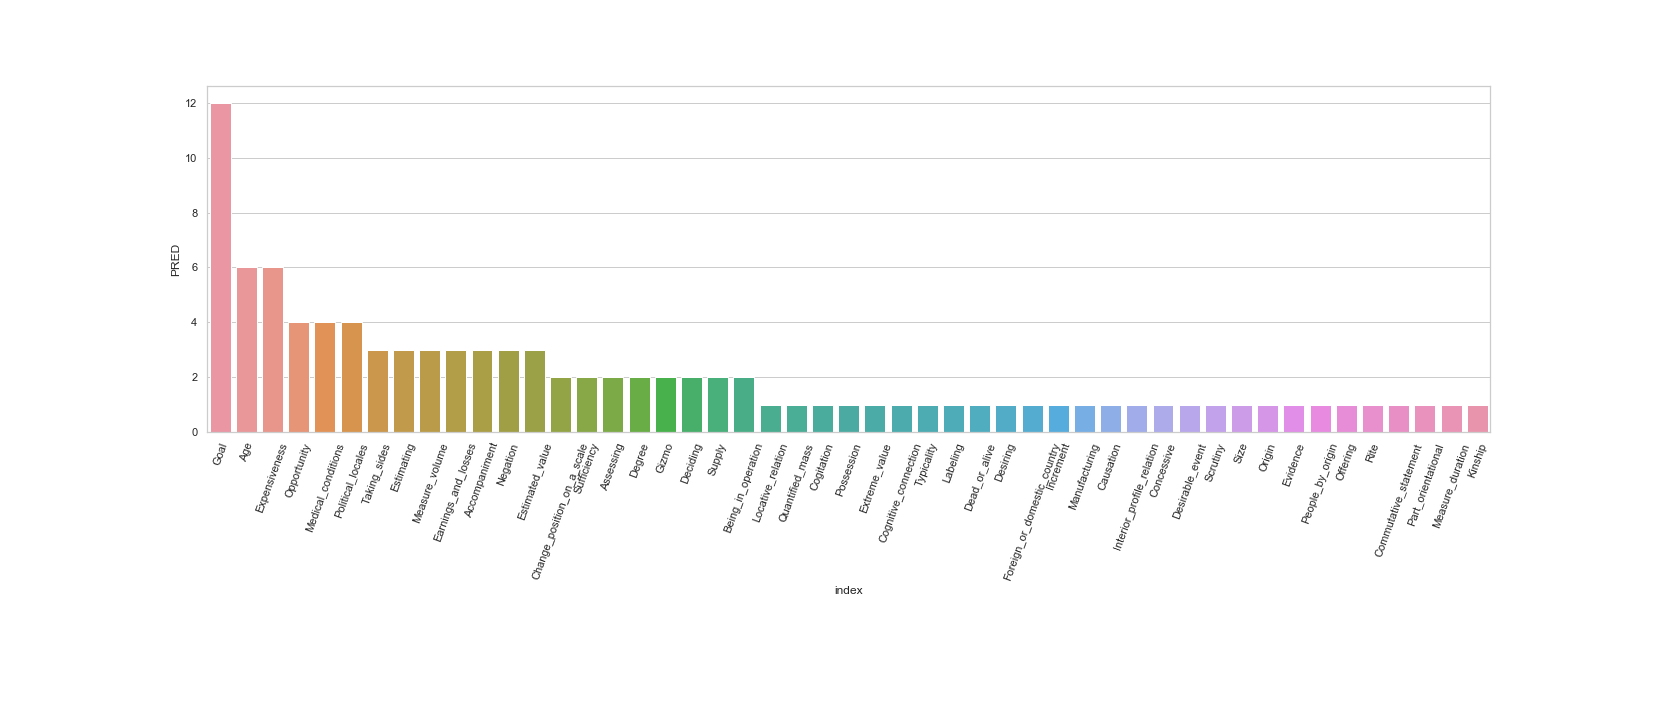 12
10
8
6
4
2
0
PRED
Goal
Age
Expensiveness
Opportunity
Medical_conditions
Political_locales
Taking_sides
Estimating
Measure_volume
Earnings_and_losses
Accompaniment
Negation
Estimated_value
Change_position_on_a_scale
Sufficiency
Assessing
Degree
Gizmo
Deciding
Supply
Being_in_operation
Locative_relation
Quantified_mass
Cogitation
Possession
Extreme_value
Cognitive_connection
Typicality
Labeling
Dead_or_alive
Desiring
Foreign_or_domestic_country
Increment
Manufacturing
Causation
Interior_profile_relation
Concessive
Desirable_event
Scrutiny
Size
Origin
Evidence
People_by_origin
Offering
Rite
Commutative_statement
Part_orientational
Measure_duration
Kinship
index